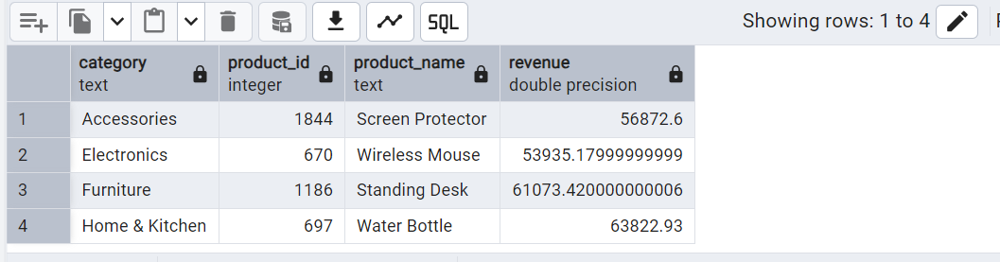 SQL Showing rows: 1 to 4
category product_id product_name revenue
text integer text double precision
1 Accessories 1844 Screen Protector 56872.6
2 Electronics 670 Wireless Mouse 53935.17999999999
3 Furniture 1186 Standing Desk 61073.420000000006
4 Home & Kitchen 697 Water Bottle 63822.93